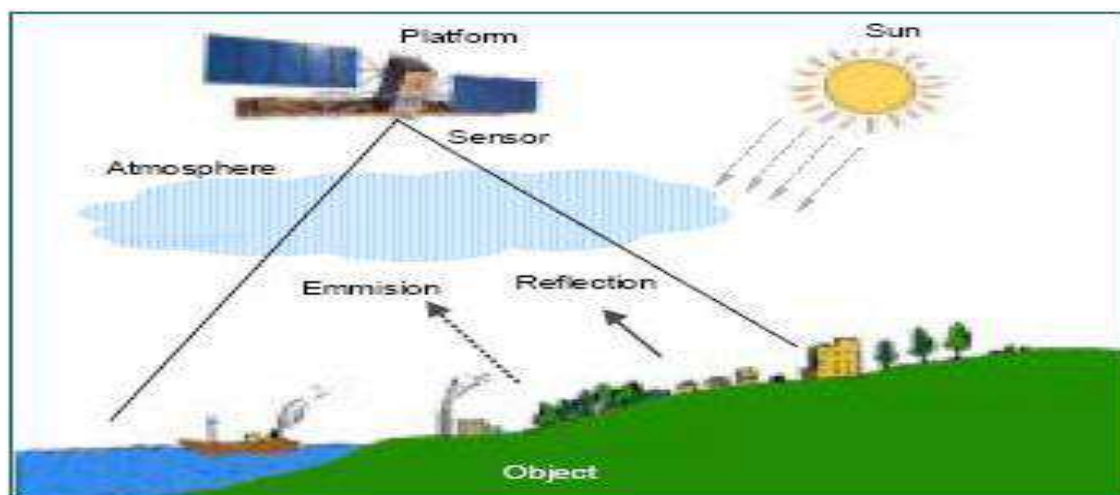 Platform
Sun
Sensor
Atmosphere
Emmision
Reflection
Object